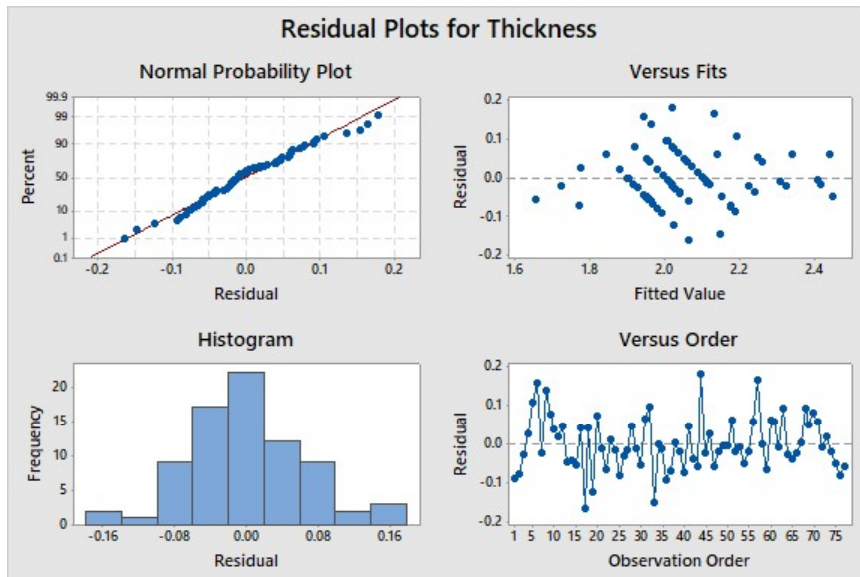 Residual Plots for Thickness
Normal Probability Plot
99.9
99
90
50
10
1
0.1
Percent
-0.2 -0.1 0.0 0.1 0.2
Residual
Versus Fits
0.2
0.1
0.0
-0.1
-0.2
Residual
1.6 1.8 2.0 2.2 2.4
Fitted Value
Histogram
20
15
10
5
0
Frequency
-0.16 -0.08 0.00 0.08 0.16
Residual
Versus Order
0.2
0.1
0.0
-0.1
-0.2
Residual
1 5 10 15 20 25 30 35 40 45 50 55 60 65 70 75
Observation Order